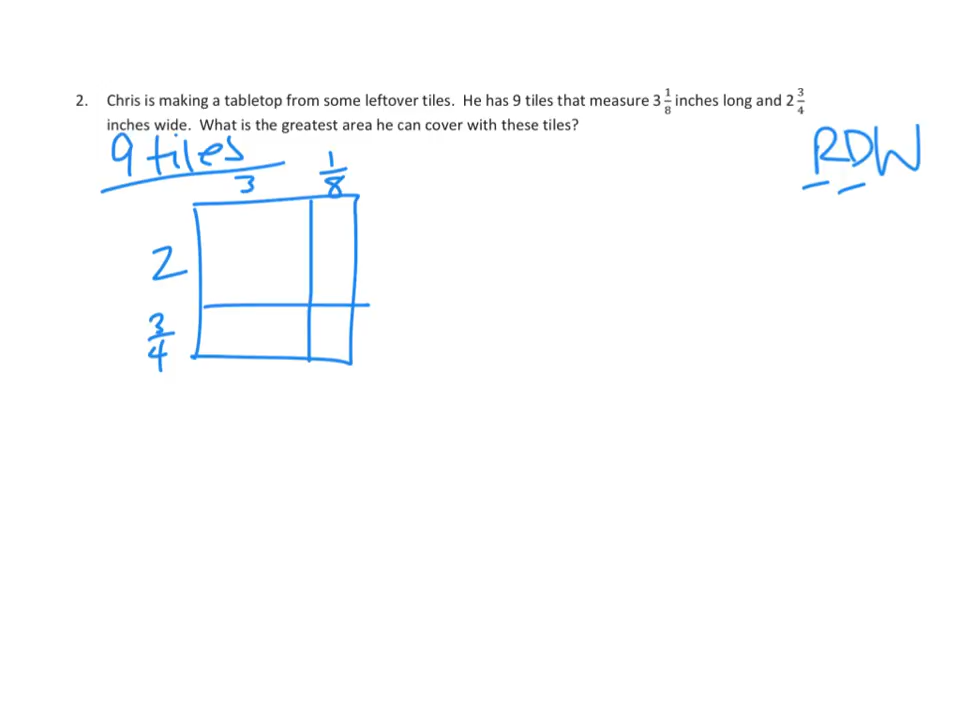 2. Chris is making a tabletop from some leftover tiles. He has 9 tiles that measure 3 1/8 inches long and 2 3/4
inches wide. What is the greatest area he can cover with these tiles?
9 tiles
RDW
3 1/8
2
3/4